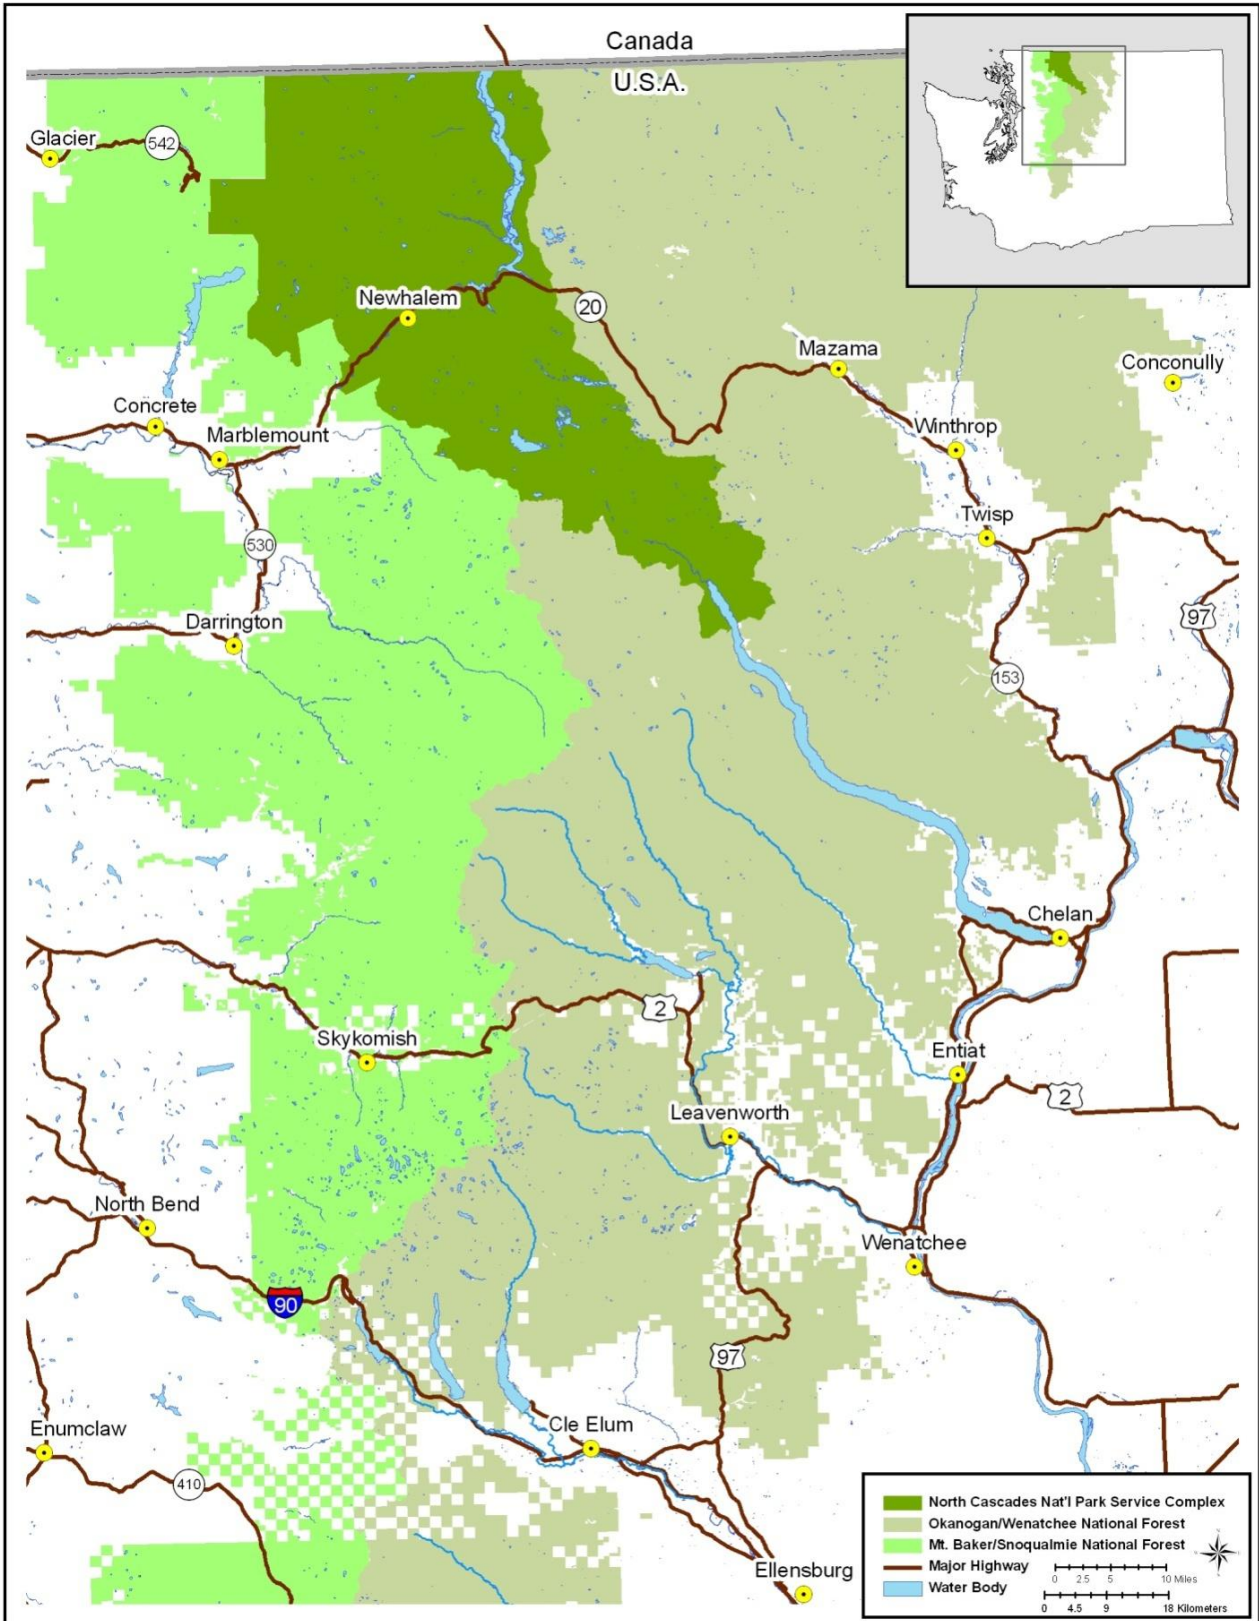 Canada
U.S.A.
Glacier
542
Newhalem
20
Mazama
Conconully
Concrete
Marblemount
Winthrop
Twisp
530
97
Darrington
153
Chelan
2
Skykomish
Entiat
2
Leavenworth
North Bend
Wenatchee
90
97
Enumclaw
Cle Elum
410
Ellensburg
North Cascades Nat'l Park Service Complex
Okanogan/Wenatchee National Forest
Mt. Baker/Snoqualmie National Forest
Major Highway
0 2.5 5 10 Miles
Water Body
0 4.5 9 18 Kilometers